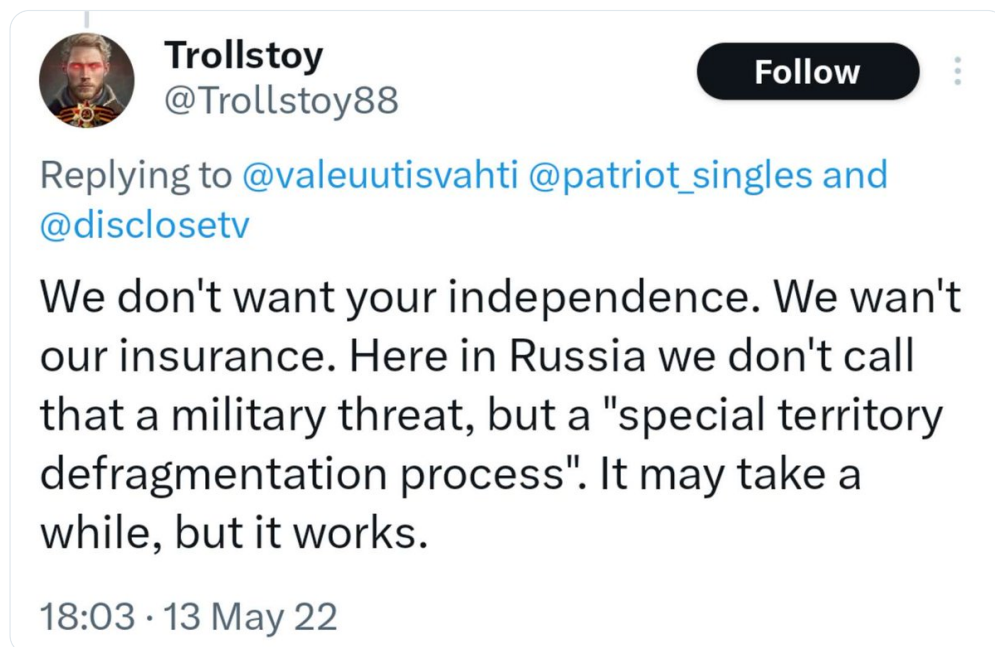 Trollstoy
@Trollstoy88
Follow
Replying to @valeuutisvahti @patriot_singles and
@disclosetv
We don't want your independence. We wan't
our insurance. Here in Russia we don't call
that a military threat, but a "special territory
defragmentation process". It may take a
while, but it works.
18:03 · 13 May 22